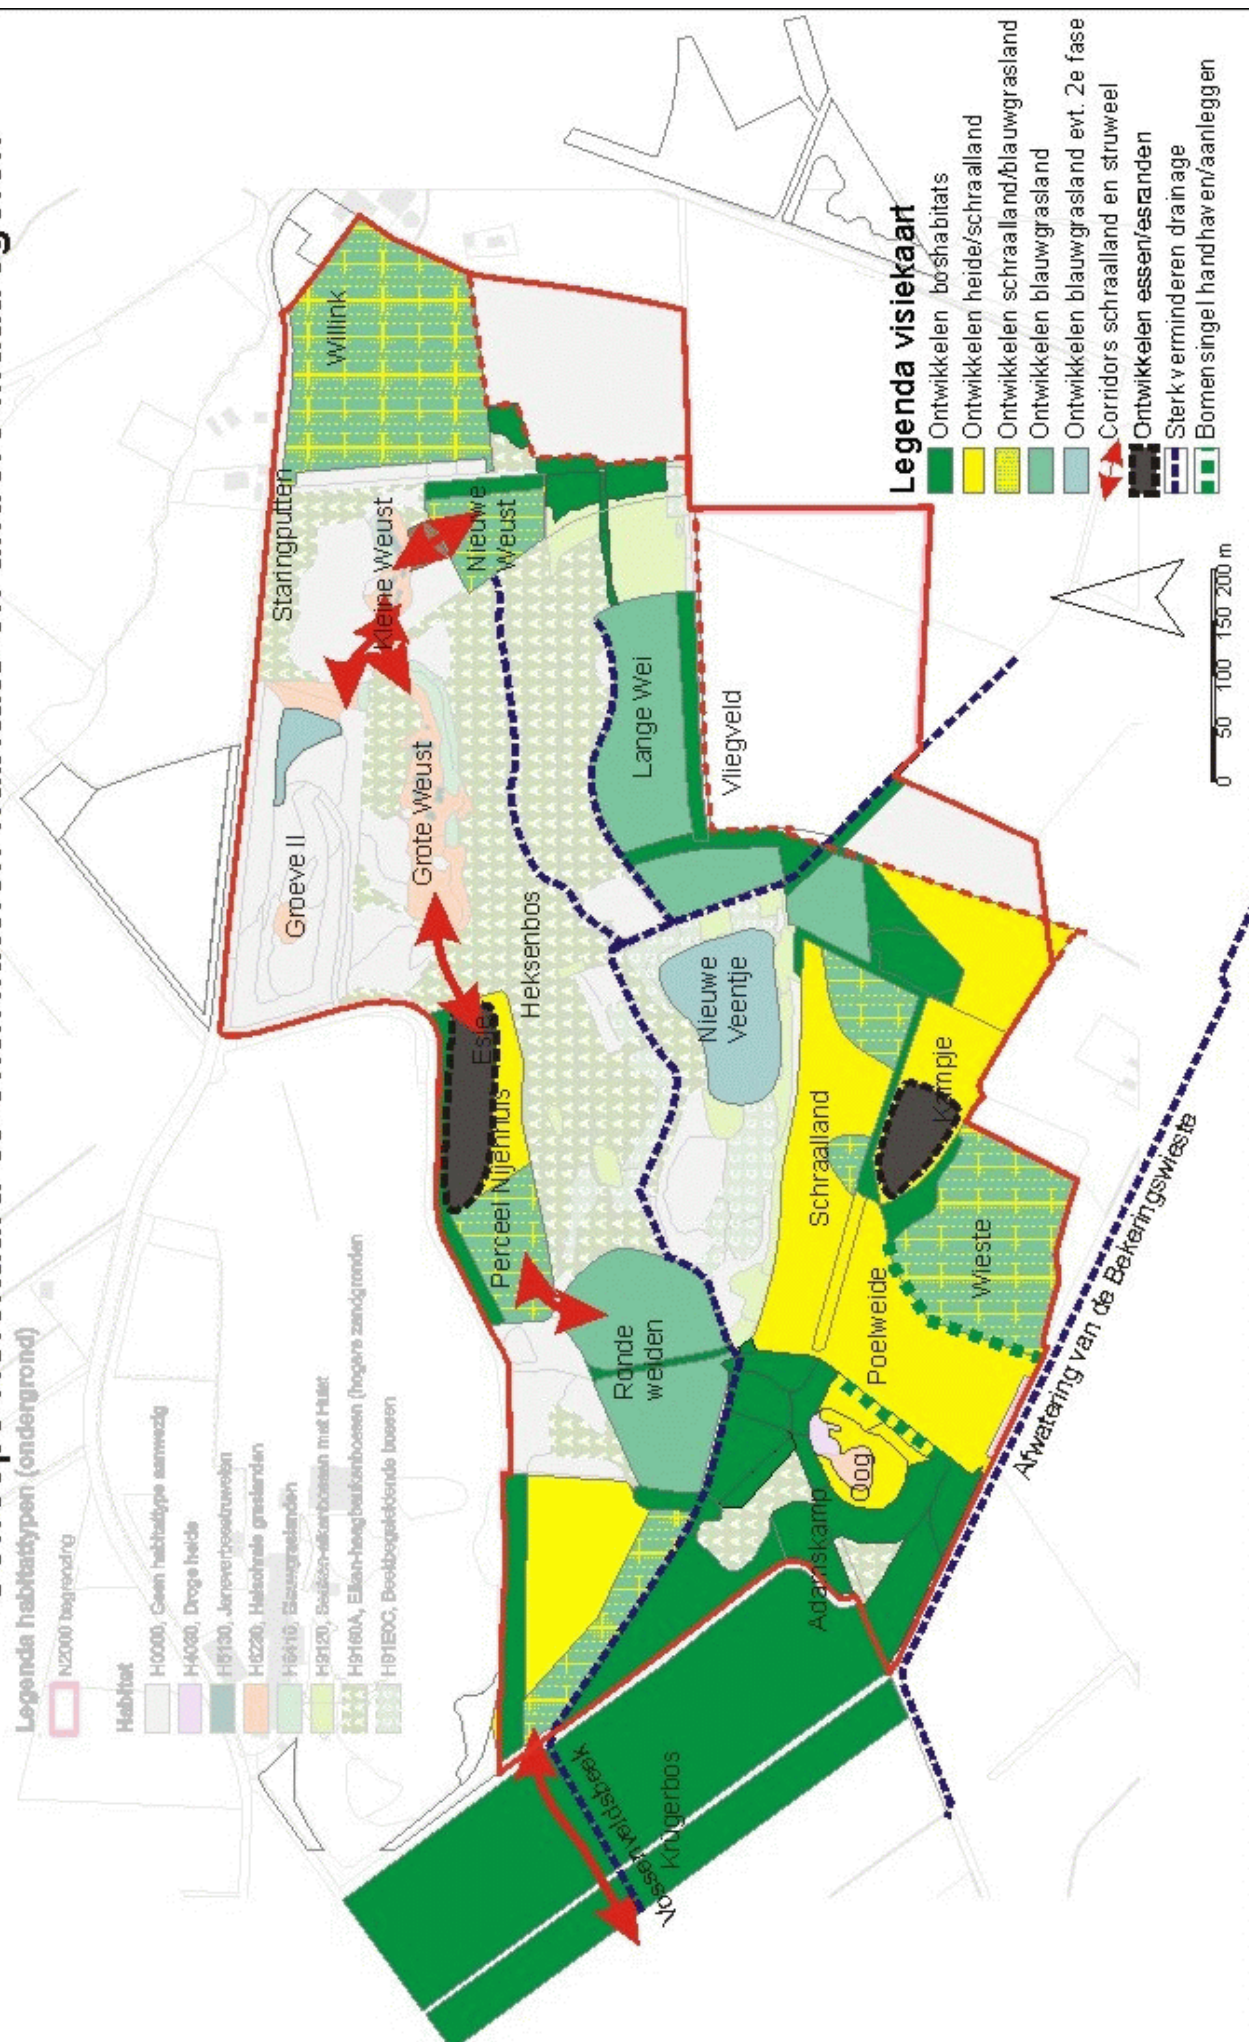 Legenda habitattypen (ondergrond)
N2000 begrenzing
Habitat
H0000, Geen habitattype aanwezig
H4030, Droge heide
H5130, Jeneverbesstruwelen
H6230, Heischrale graslanden
H6410, Blauwgraslanden
H9120, Beuken-eikenbossen met Hulst
H9160A, Eiken-haagbeukenbossen (hogere zandgronden)
H91E0C, Beekbegeleidende bossen
Staringputten
Willink
Groeve II
Kleine Weust
Grote Weust
Nieuwe
Weust
Esje
Perceel Nijenhuis
Heksenbos
Lange Wei
Ronde
weiden
Vliegveld
Nieuwe
Veentje
Schraalland
Vossenveldsbeek
Krugerbos
Adamskamp
Oog
Poelweide
Kampje
Wieste
Afwatering van de Bekeringswieste
Legenda visiekaart
Ontwikkelen boshabitats
Ontwikkelen heide/schraalland
Ontwikkelen schraalland/blauwgrasland
Ontwikkelen blauwgrasland
Ontwikkelen blauwgrasland evt. 2e fase
Corridors schraalland en struweel
Ontwikkelen essen/esranden
Sterk verminderen drainage
Bomensingel handhaven/aanleggen
0 50 100 150 200 m